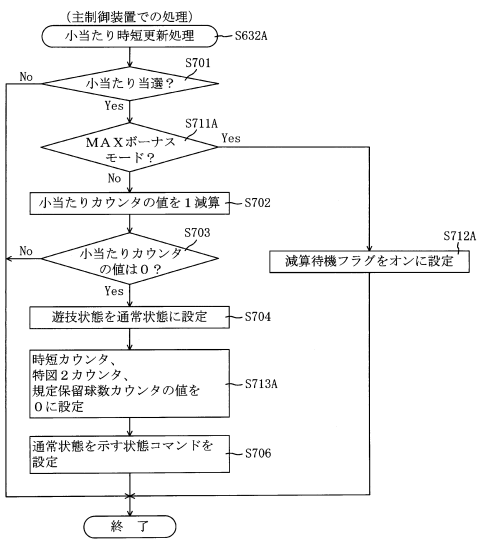 (主制御装置での処理)
小当たり時短更新処理
S632A
S701
小当たり当選?
No
Yes
S711A
MAXボーナス
モード?
Yes
No
小当たりカウンタの値を1減算
S702
S703
小当たりカウンタ
の値は0?
No
Yes
S712A
減算待機フラグをオンに設定
遊技状態を通常状態に設定
S704
時短カウンタ、
特図2カウンタ、
規定保留球数カウンタの値を
0に設定
S713A
通常状態を示す状態コマンドを
設定
S706
終 了